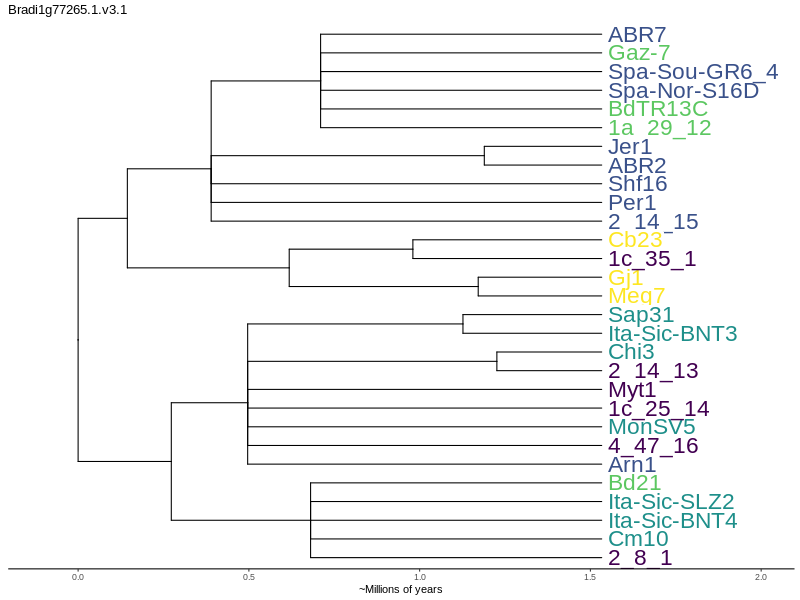 Bradi1g77265.1.v3.1
ABR7
Gaz-7
Spa-Sou-GR6_4
Spa-Nor-S16D
BdTR13C
1a_29_12
Jer1
ABR2
Shf16
Per1
2_14_15
Cb23
1c_35_1
Gj1
Meg7
Sap31
Ita-Sic-BNT3
Chi3
2_14_13
Myt1
1c_25_14
MonSV5
4_47_16
Arn1
Bd21
Ita-Sic-SLZ2
Ita-Sic-BNT4
Cm10
2_8_1
0.0 0.5 1.0 1.5 2.0
~Millions of years